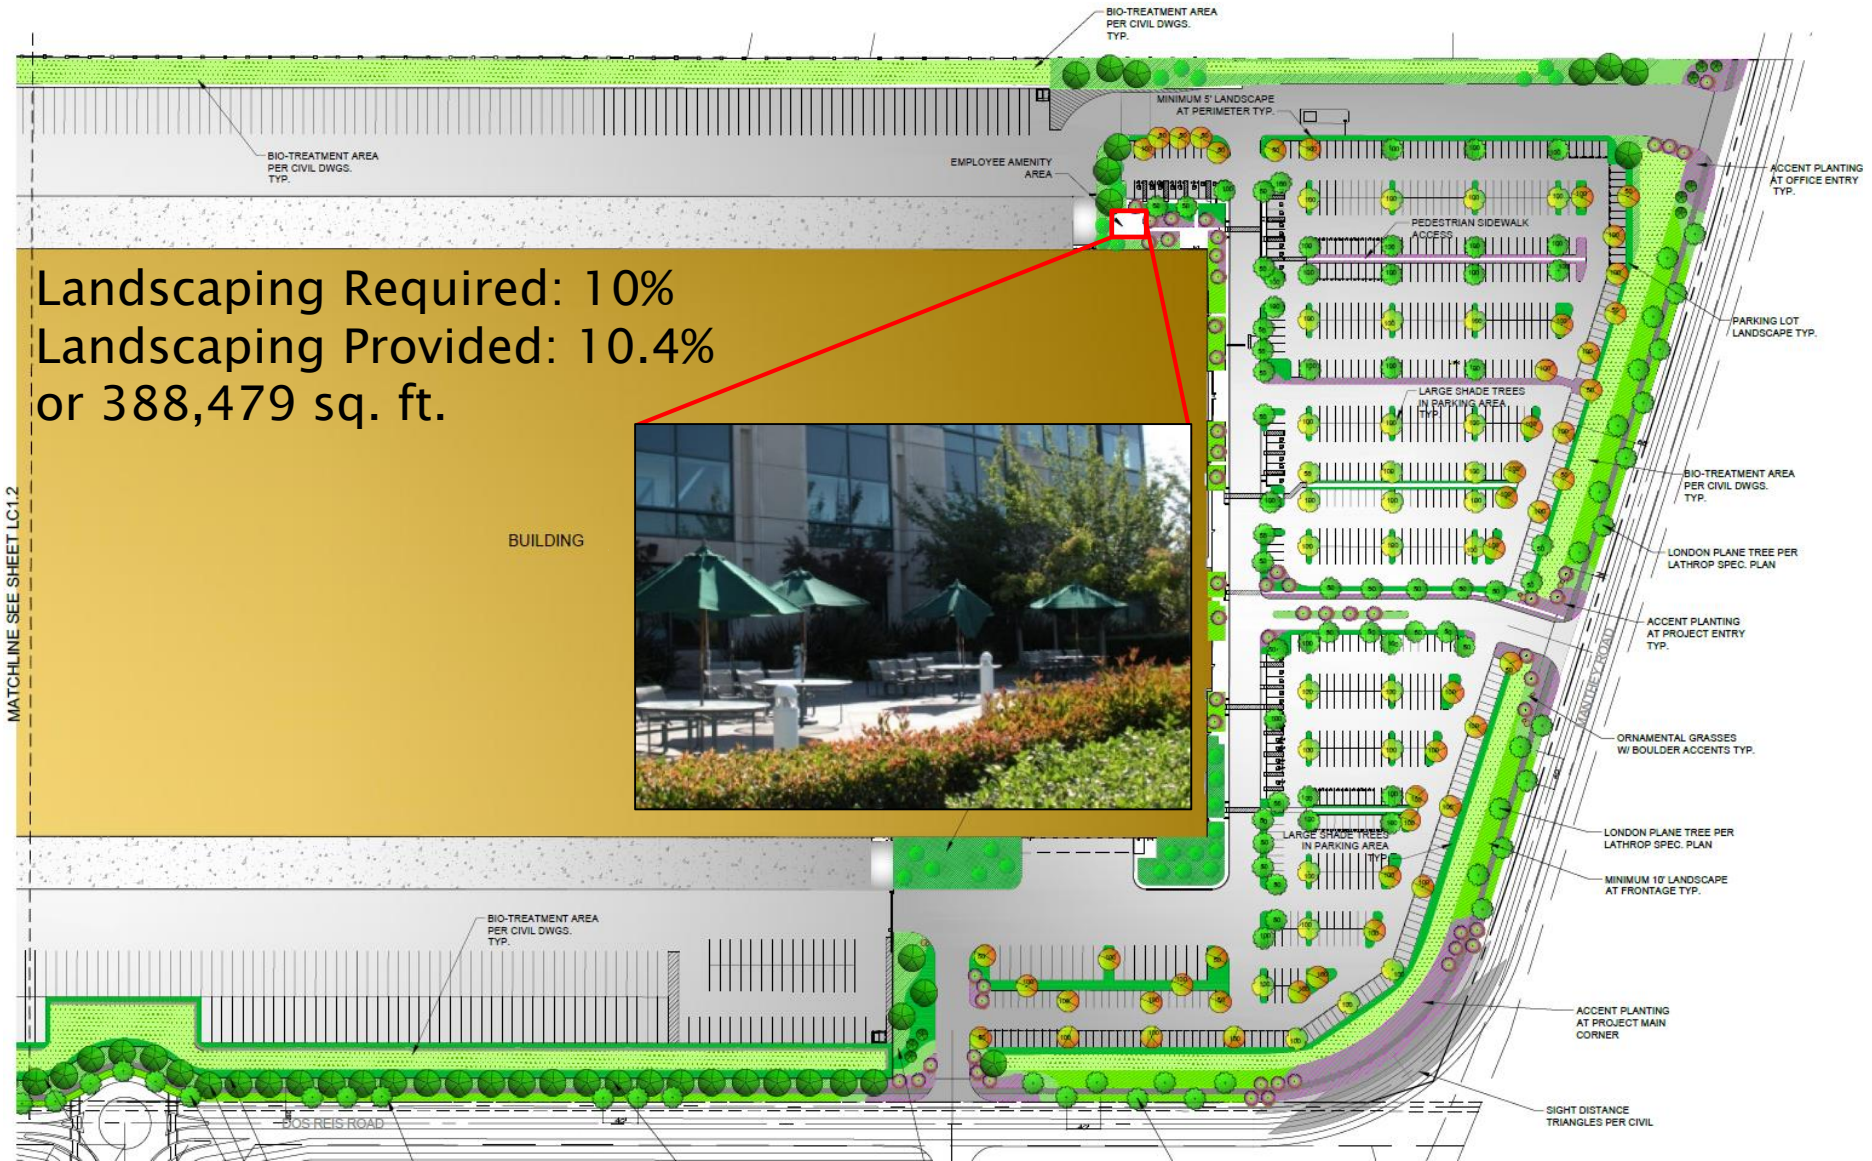 BIO-TREATMENT AREA
PER CIVIL DWGS.
TYP.
MINIMUM 5' LANDSCAPE
AT PERIMETER TYP.
BIO-TREATMENT AREA
PER CIVIL DWGS.
TYP.
EMPLOYEE AMENITY
AREA
ACCENT PLANTING
AT OFFICE ENTRY
TYP.
PEDESTRIAN SIDEWALK
ACCESS
Landscaping Required: 10%
Landscaping Provided: 10.4%
or 388,479 sq. ft.
PARKING LOT
LANDSCAPE TYP.
LARGE SHADE TREES
IN PARKING AREA
TYP.
BIO-TREATMENT AREA
PER CIVIL DWGS.
TYP.
MATCHLINE SEE SHEET LC1.2
BUILDING
LONDON PLANE TREE PER
LATHROP SPEC. PLAN
ACCENT PLANTING
AT PROJECT ENTRY
TYP.
MANTHEY ROAD
ORNAMENTAL GRASSES
W/ BOULDER ACCENTS TYP.
LARGE SHADE TREES
IN PARKING AREA
TYP.
LONDON PLANE TREE PER
LATHROP SPEC. PLAN
MINIMUM 10' LANDSCAPE
AT FRONTAGE TYP.
BIO-TREATMENT AREA
PER CIVIL DWGS.
TYP.
ACCENT PLANTING
AT PROJECT MAIN
CORNER
DOS REIS ROAD
SIGHT DISTANCE
TRIANGLES PER CIVIL